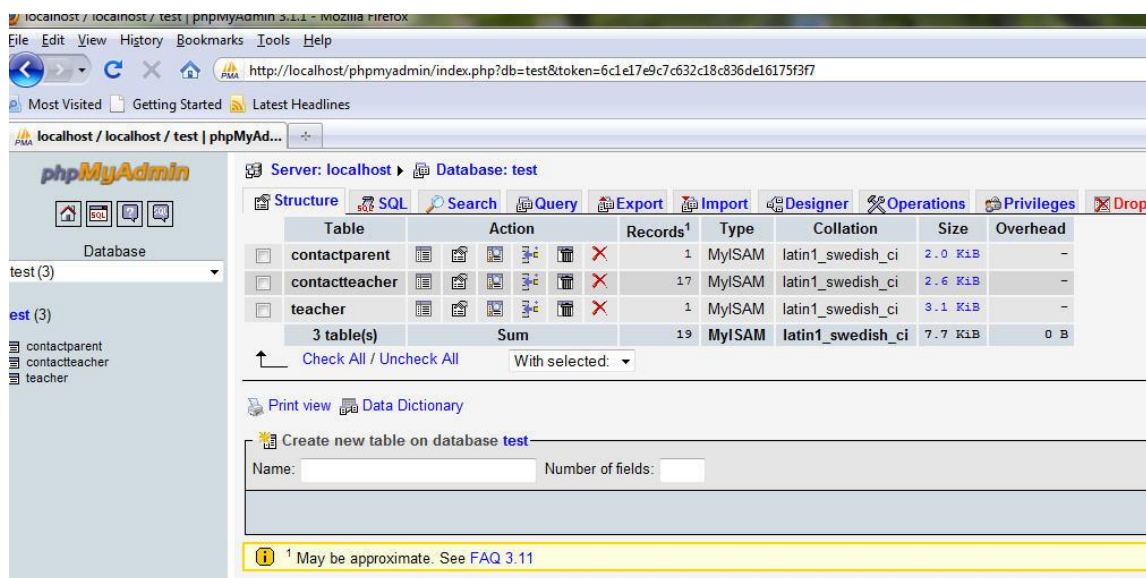 localhost / localhost / test | phpMyAdmin 3.1.1 - Mozilla Firefox
File Edit View History Bookmarks Tools Help
PMA http://localhost/phpmyadmin/index.php?db=test&token=6c1e17e9c7c632c18c836de16175f3f7
Most Visited Getting Started Latest Headlines
PMA localhost / localhost / test | phpMyAd...
phpMyAdmin
SQL
Database
test (3)
est (3)
contactparent
contactteacher
teacher
Server: localhost Database: test
Structure SQL Search Query Export Import Designer Operations Privileges Drop
Table Action Records1 Type Collation Size Overhead
contactparent 1 MyISAM latin1_swedish_ci 2.0 KiB -
contactteacher 17 MyISAM latin1_swedish_ci 2.6 KiB -
teacher 1 MyISAM latin1_swedish_ci 3.1 KiB -
3 table(s) Sum 19 MyISAM latin1_swedish_ci 7.7 KiB 0 B
Check All / Uncheck All With selected:
Print view Data Dictionary
Create new table on database test
Name: Number of fields:
1 May be approximate. See FAQ 3.11